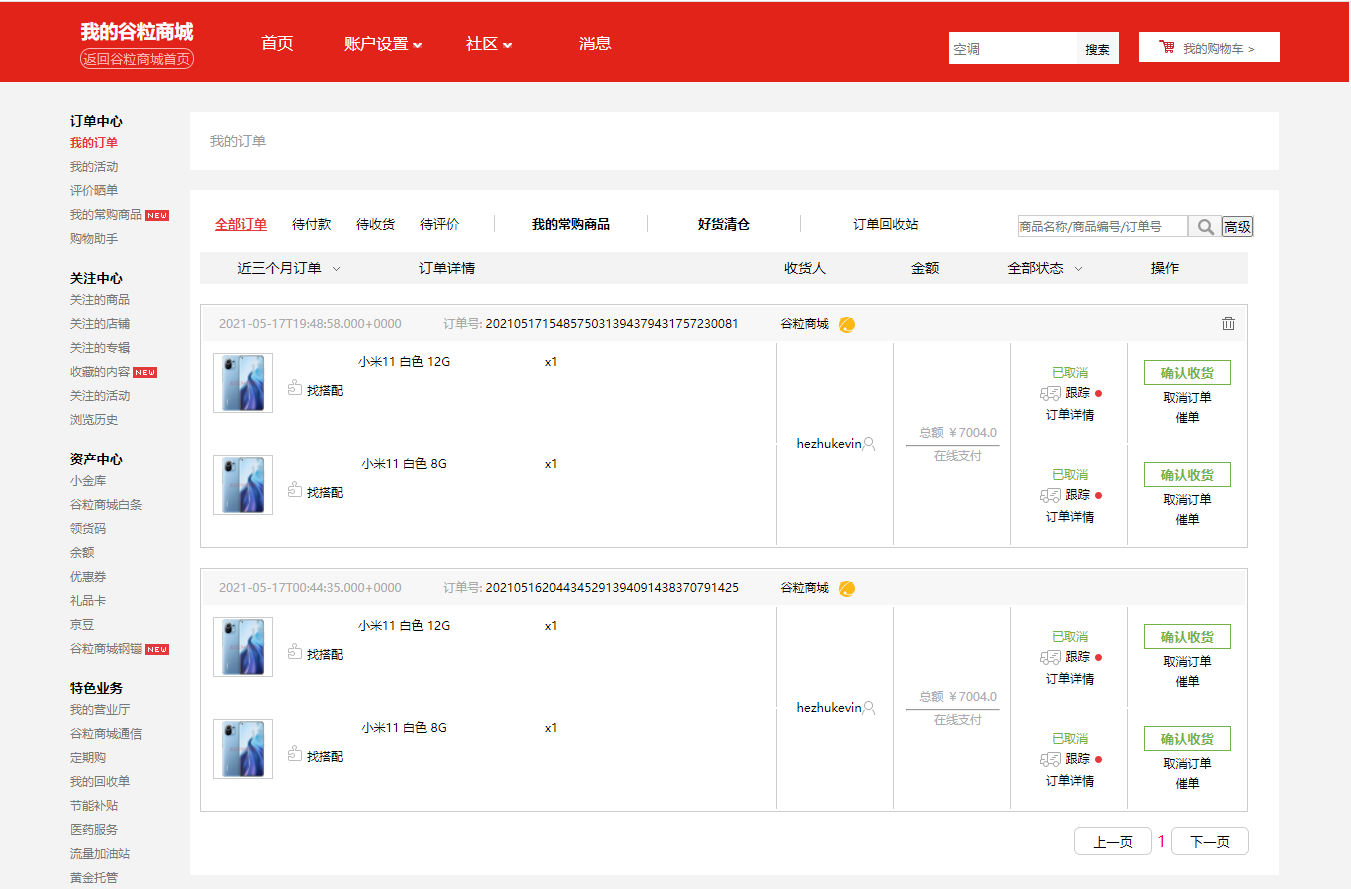 我的谷粒商城
返回谷粒商城首页
首页 账户设置 社区 消息
空调 搜索
我的购物车 >
订单中心
我的订单
我的活动
评价晒单
我的常购商品 NEW
购物助手
关注中心
关注的商品
关注的店铺
关注的专辑
收藏的内容 NEW
关注的活动
浏览历史
资产中心
小金库
谷粒商城白条
领货码
余额
优惠券
礼品卡
京豆
谷粒商城钢镚 NEW
特色业务
我的营业厅
谷粒商城通信
定期购
我的回收单
节能补贴
医药服务
流量加油站
黄金托管
我的订单
全部订单 待付款 待收货 待评价 我的常购商品 好货清仓 订单回收站
商品名称/商品编号/订单号 高级
近三个月订单 订单详情 收货人 金额 全部状态 操作
2021-05-17T19:48:58.000+0000 订单号: 202105171548575031394379431757230081 谷粒商城
小米11 白色 12G x1
找搭配
小米11 白色 8G x1
找搭配
hezhukevin
总额 ¥7004.0
在线支付
已取消
跟踪
订单详情
已取消
跟踪
订单详情
确认收货
取消订单
催单
确认收货
取消订单
催单
2021-05-17T00:44:35.000+0000 订单号: 202105162044345291394091438370791425 谷粒商城
小米11 白色 12G x1
找搭配
小米11 白色 8G x1
找搭配
hezhukevin
总额 ¥7004.0
在线支付
已取消
跟踪
订单详情
已取消
跟踪
订单详情
确认收货
取消订单
催单
确认收货
取消订单
催单
上一页 1 下一页